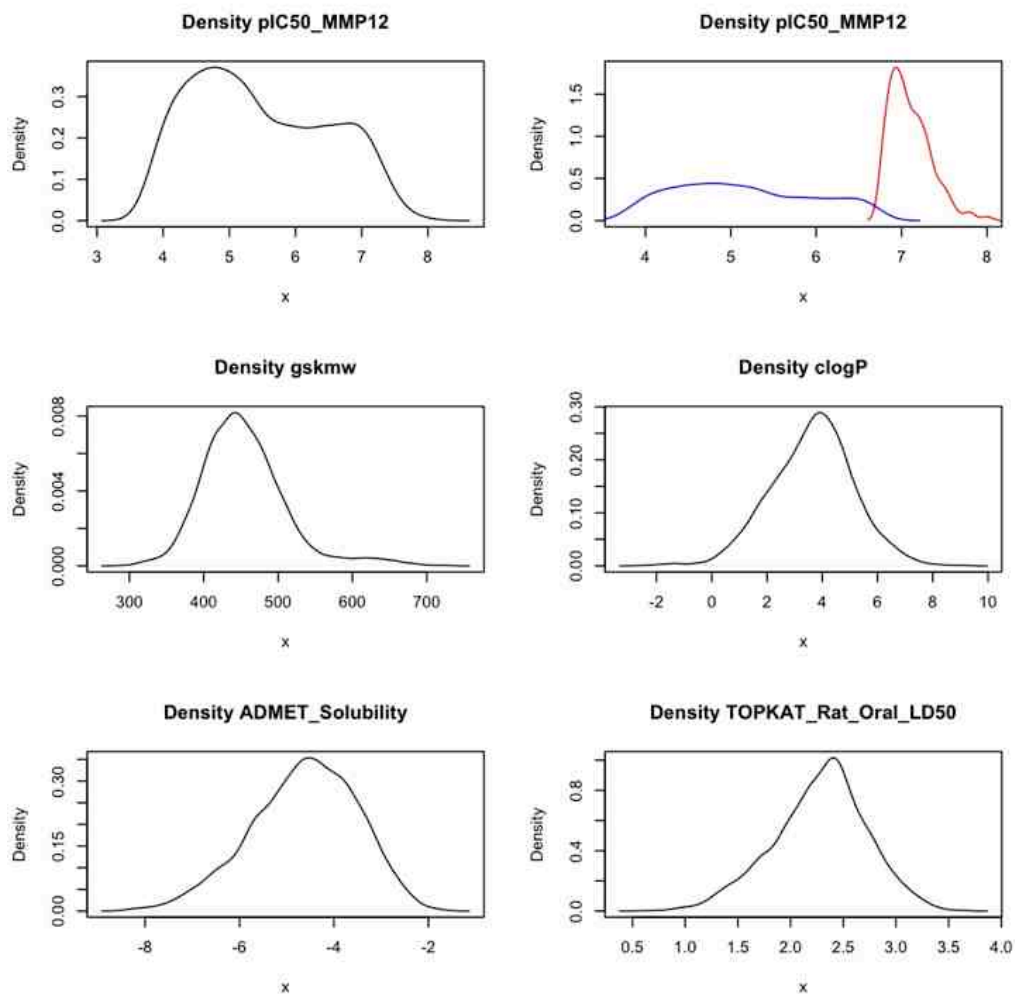 Density pIC50_MMP12
Density
0.0 0.1 0.2 0.3
3 4 5 6 7 8
x
Density pIC50_MMP12
Density
0.0 0.5 1.0 1.5
4 5 6 7 8
x
Density gskmw
Density
0.000 0.004 0.008
300 400 500 600 700
x
Density clogP
Density
0.00 0.10 0.20 0.30
-2 0 2 4 6 8 10
x
Density ADMET_Solubility
Density
0.00 0.15 0.30
-8 -6 -4 -2
x
Density TOPKAT_Rat_Oral_LD50
Density
0.0 0.4 0.8
0.5 1.0 1.5 2.0 2.5 3.0 3.5 4.0
x